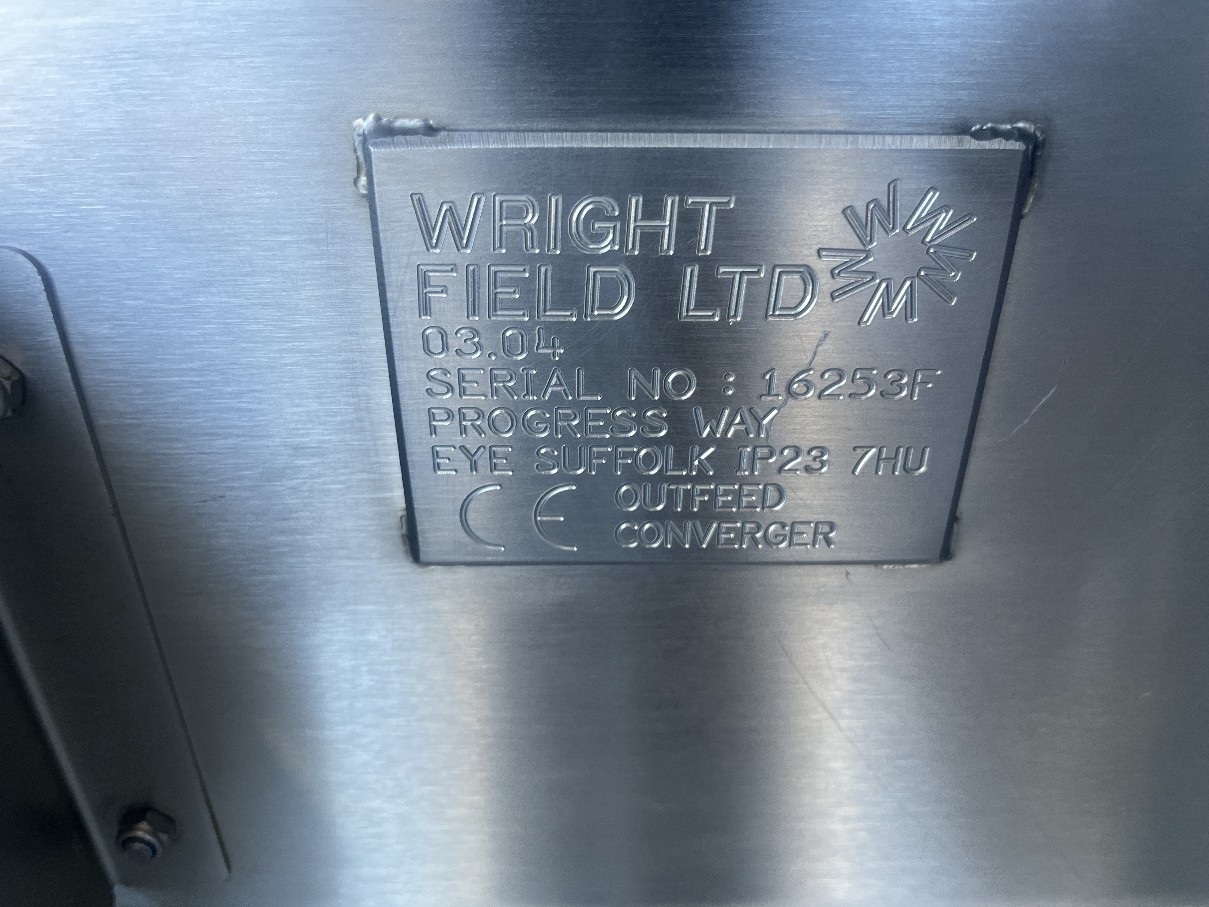 WRIGHT
FIELD LTD
03.04
SERIAL NO : 16253F
PROGRESS WAY
EYE SUFFOLK IP23 7HU
CE OUTFEED
CONVERGER
W W W W W